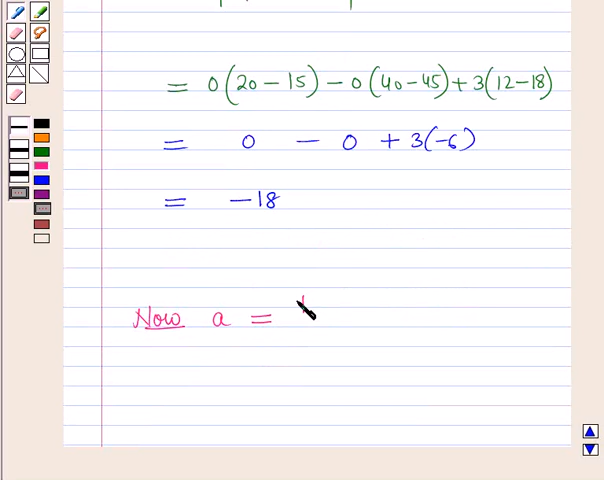 = 0(20-15) - 0(40-45) + 3(12-18)
= 0 - 0 + 3(-6)
= -18
Now a =